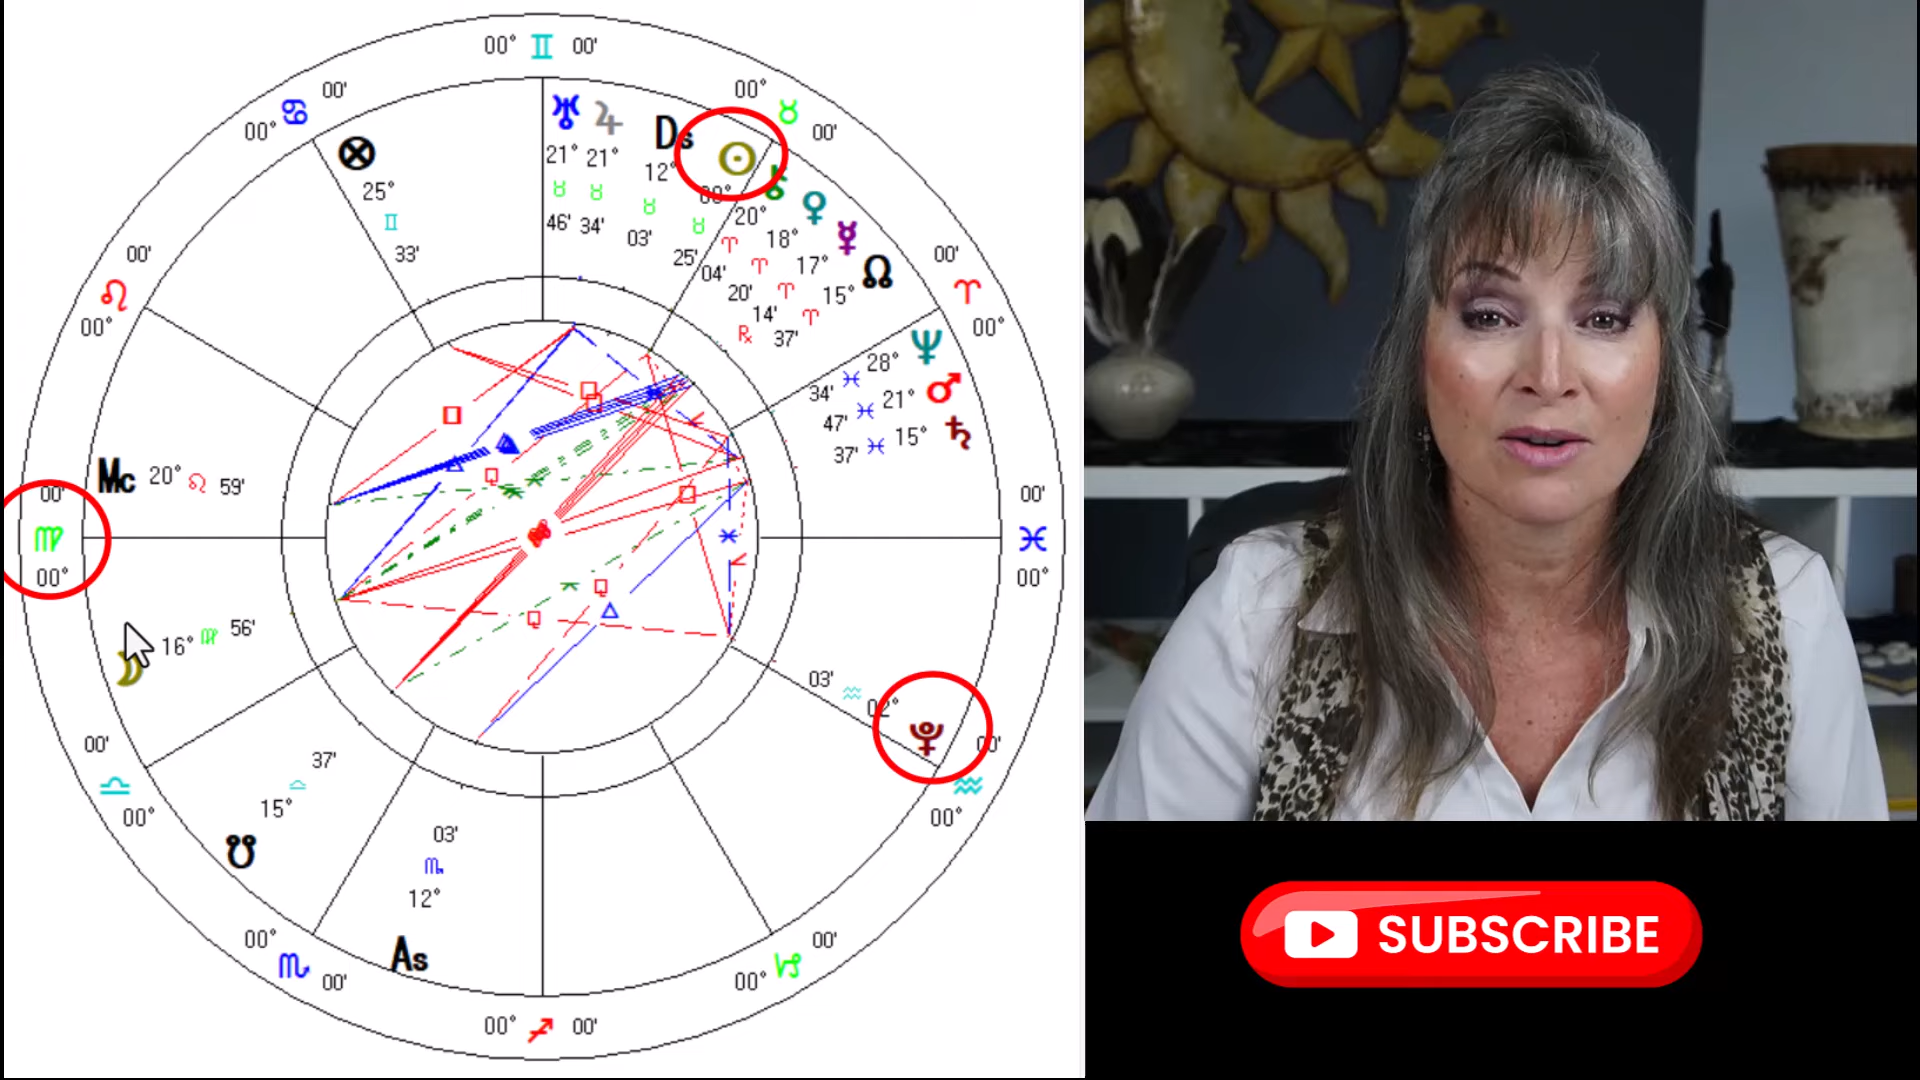 00° ♊ 00'
00° ♉ 00'
00' ♋ 00°
♅ ♃ Ds ☉
21° 21° 12° 00°
♉ ♉ ♉ ♉
46' 34' 03' 25'
⊗
25°
♊
33'
⚷ ♀ ☿ ☊
20° 18° 17° 15°
♈ ♈ ♈ ♈
04' 20' 14' 37'
℞
00' ♌ 00°
00' ♈ 00°
28° ♓ 34' ♆
21° ♓ 47' ♂
15° ♓ 37' ♄
Mc 20° ♌ 59'
00' ♍ 00°
00' ♓ 00°
☽ 16° ♍ 56'
03' ♒ 02° ♇
00' ♎ 00°
00' ♒ 00°
37'
♎
15°
☋
03'
♏
12°
As
00° ♏ 00'
00' ♑ 00°
00° ♐ 00'
SUBSCRIBE